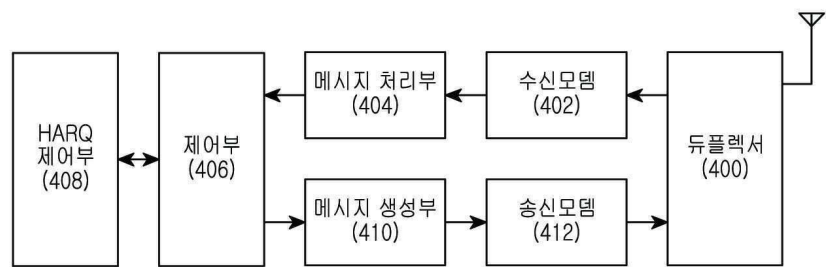 HARQ
제어부
(408)
제어부
(406)
메시지 처리부
(404)
수신모뎀
(402)
메시지 생성부
(410)
송신모뎀
(412)
듀플렉서
(400)